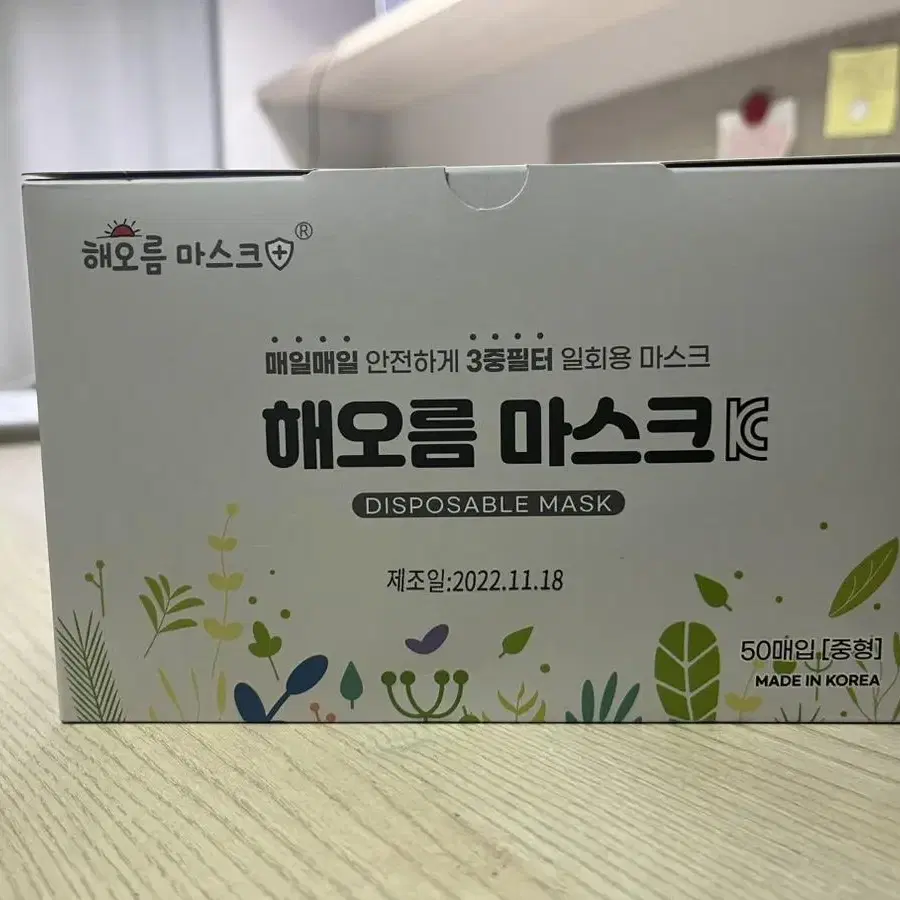 해오름 마스크®
매일매일 안전하게 3중필터 일회용 마스크
해오름 마스크 KC
DISPOSABLE MASK
제조일:2022.11.18
50매입 [중형]
MADE IN KOREA